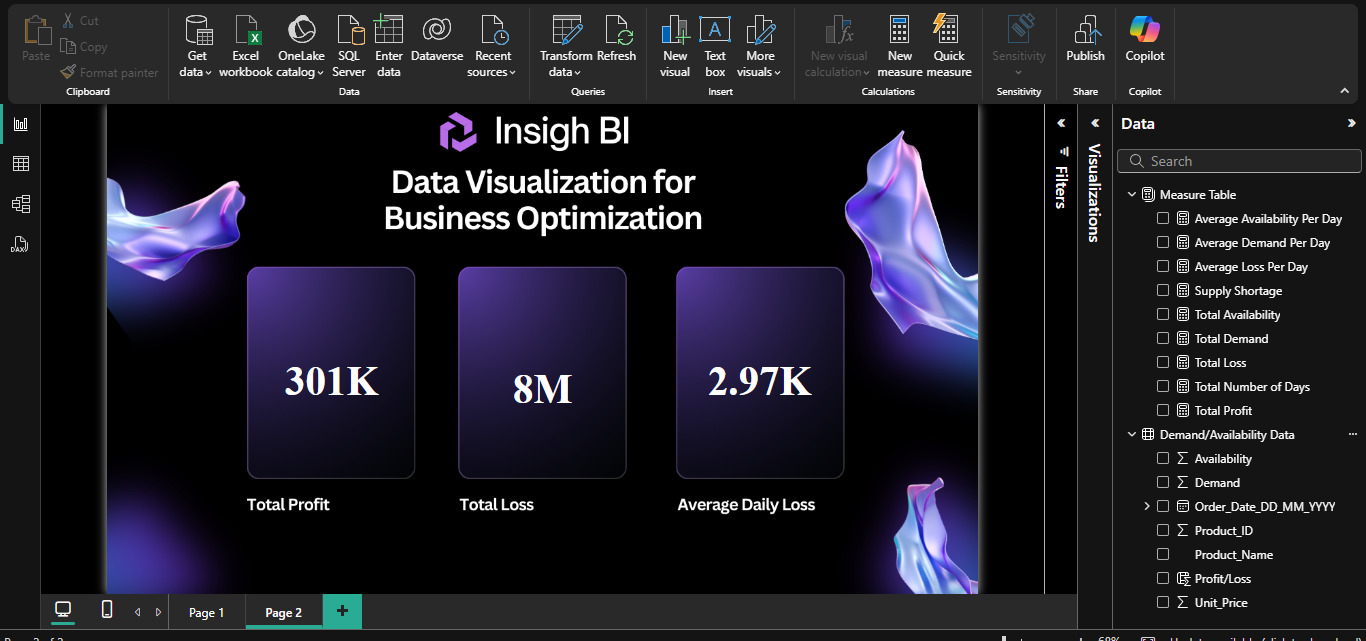 Paste
Cut
Copy
Format painter
Clipboard
Get data
Excel workbook
OneLake catalog
SQL Server
Enter data
Dataverse
Recent sources
Data
Transform data
Refresh
Queries
New visual
Text box
More visuals
Insert
New visual calculation
New measure
Quick measure
Calculations
Sensitivity
Sensitivity
Publish
Share
Copilot
Copilot
Insigh BI
Data Visualization for
Business Optimization
301K
8M
2.97K
Total Profit
Total Loss
Average Daily Loss
Filters
Visualizations
Data
Search
Measure Table
Average Availability Per Day
Average Demand Per Day
Average Loss Per Day
Supply Shortage
Total Availability
Total Demand
Total Loss
Total Number of Days
Total Profit
Demand/Availability Data
Availability
Demand
Order_Date_DD_MM_YYYY
Product_ID
Product_Name
Profit/Loss
Unit_Price
DAX
Page 1
Page 2